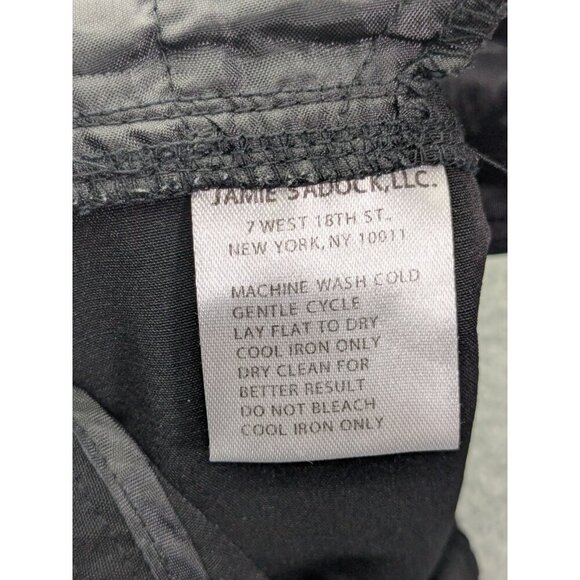 JAMIE SADOCK,LLC.
7 WEST 18TH ST.,
NEW YORK, NY 10011
MACHINE WASH COLD
GENTLE CYCLE
LAY FLAT TO DRY
COOL IRON ONLY
DRY CLEAN FOR
BETTER RESULT
DO NOT BLEACH
COOL IRON ONLY